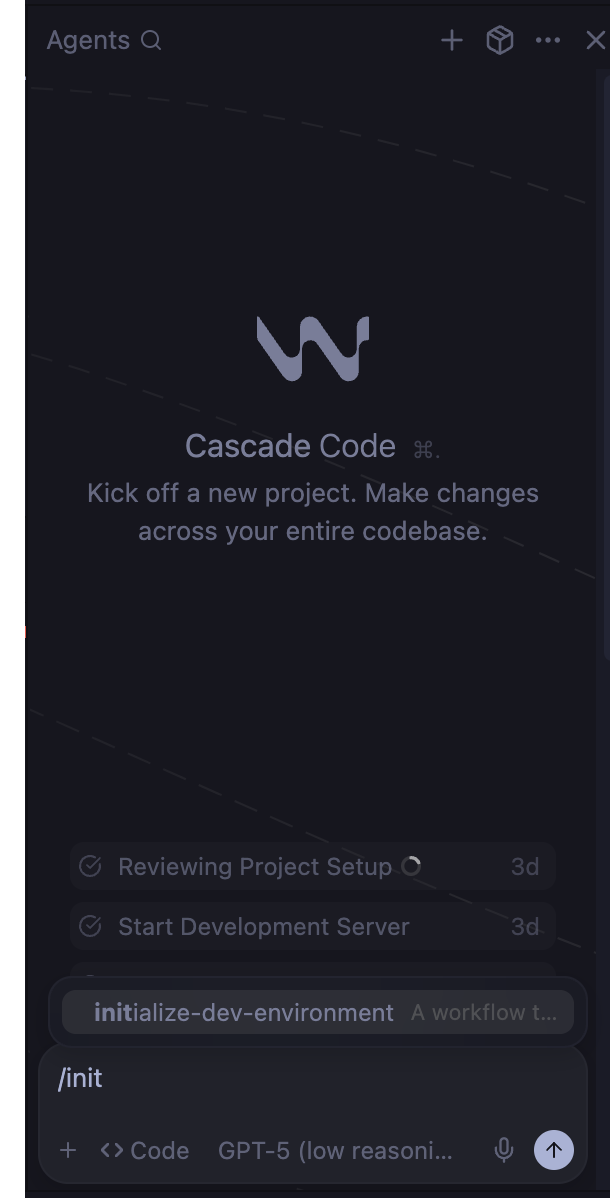 Agents
Cascade Code ⌘.
Kick off a new project. Make changes
across your entire codebase.
Reviewing Project Setup 3d
Start Development Server 3d
initialize-dev-environment A workflow t...
/init
Code GPT-5 (low reasoni...